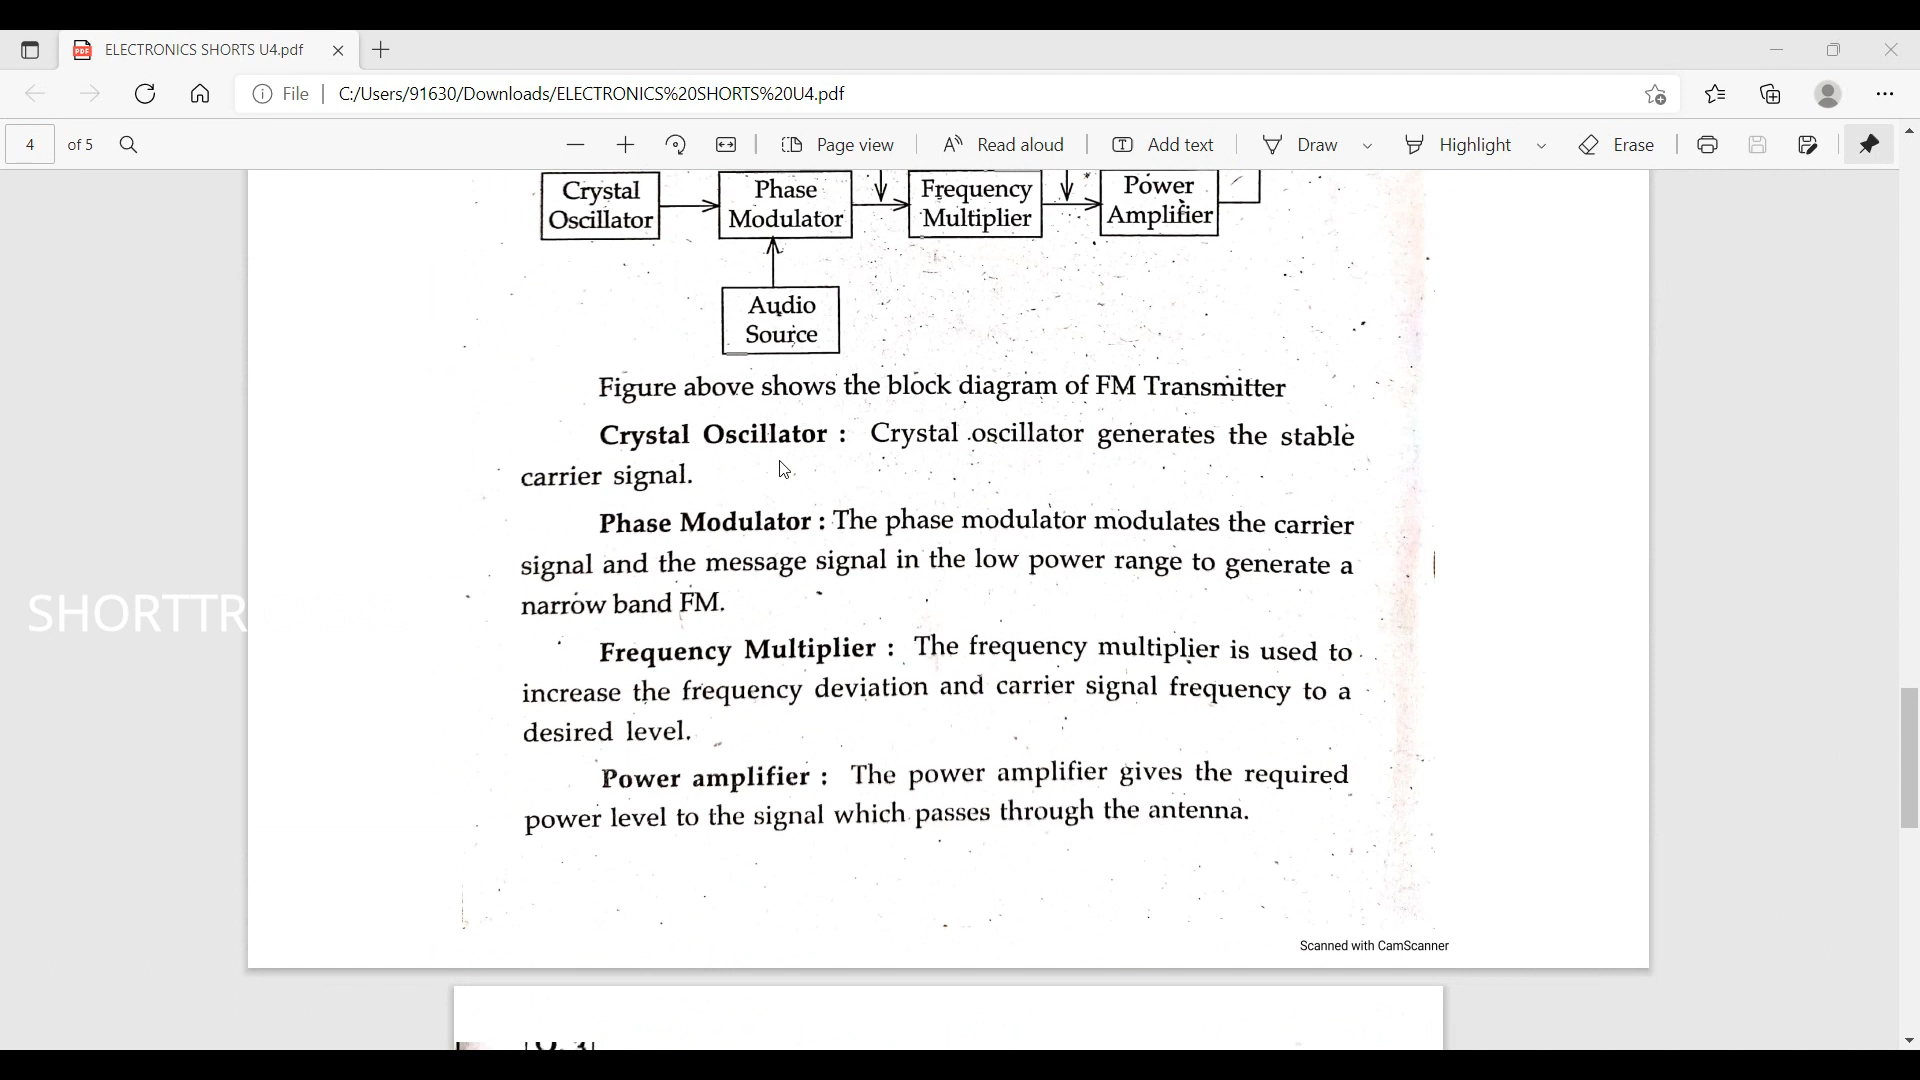 ELECTRONICS SHORTS U4.pdf
File
C:/Users/91630/Downloads/ELECTRONICS%20SHORTS%20U4.pdf
4 of 5
Page view
Read aloud
Add text
Draw
Highlight
Erase
Crystal
Oscillator
Phase
Modulator
Frequency
Multiplier
Power
Amplifier
Audio
Source
Figure above shows the block diagram of FM Transmitter
Crystal Oscillator : Crystal oscillator generates the stable
carrier signal.
Phase Modulator : The phase modulator modulates the carrier
signal and the message signal in the low power range to generate a
narrow band FM.
SHORTTR
Frequency Multiplier : The frequency multiplier is used to
increase the frequency deviation and carrier signal frequency to a
desired level.
Power amplifier : The power amplifier gives the required
power level to the signal which passes through the antenna.
Scanned with CamScanner